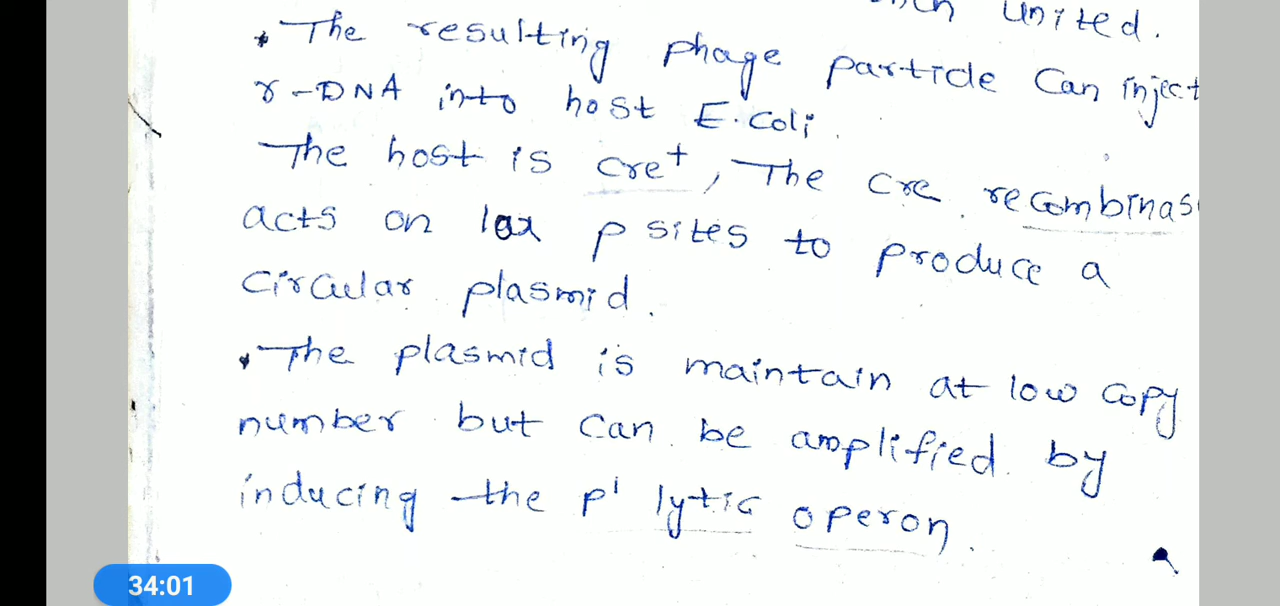 united.
* The resulting phage particle can inject
r-DNA into host E.coli.
The host is cre+, The cre recombinas
acts on lox p sites to produce a
Circular plasmid.
* The plasmid is maintain at low copy
number but can be amplified by
inducing the p' lytic operon.
34:01